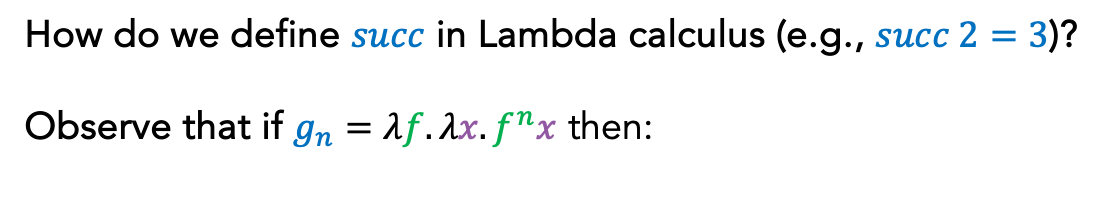 How do we define succ in Lambda calculus (e.g., succ 2 = 3)?
Observe that if gₙ = λf.λx.fⁿx then: